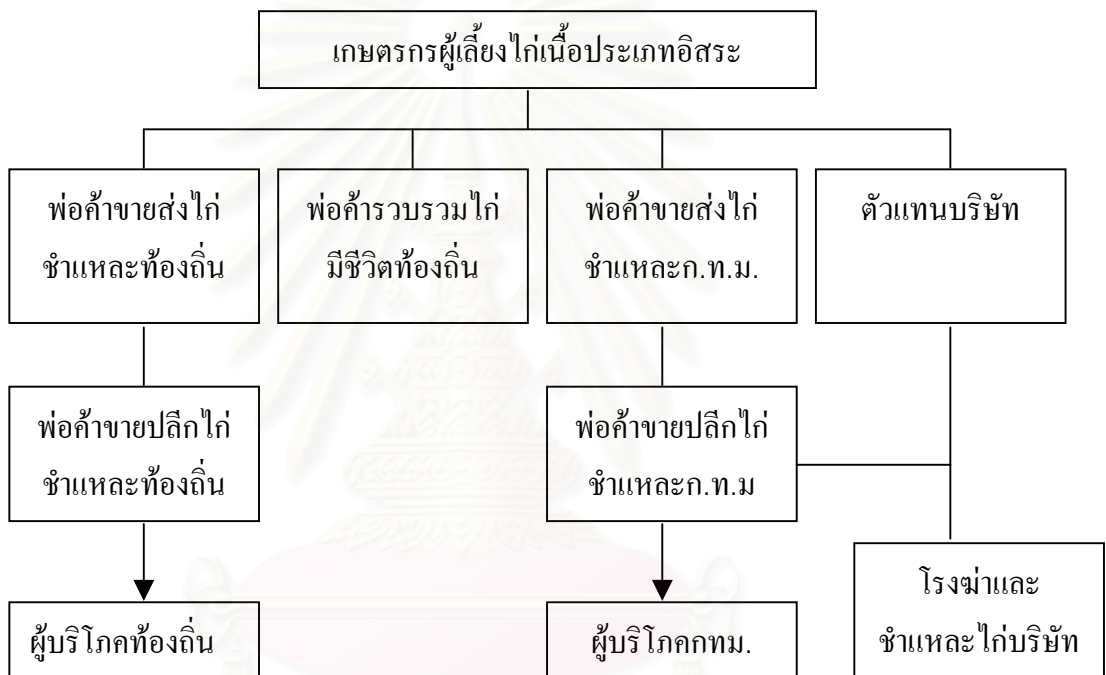 เกษตรกรผู้เลี้ยงไก่เนื้อประเภทอิสระ
พ่อค้าขายส่งไก่
ชำแหละท้องถิ่น
พ่อค้ารวบรวมไก่
มีชีวิตท้องถิ่น
พ่อค้าขายส่งไก่
ชำแหละก.ท.ม.
ตัวแทนบริษัท
พ่อค้าขายปลีกไก่
ชำแหละท้องถิ่น
พ่อค้าขายปลีกไก่
ชำแหละก.ท.ม
ผู้บริโภคท้องถิ่น
ผู้บริโภคกทม.
โรงฆ่าและ
ชำแหละไก่บริษัท